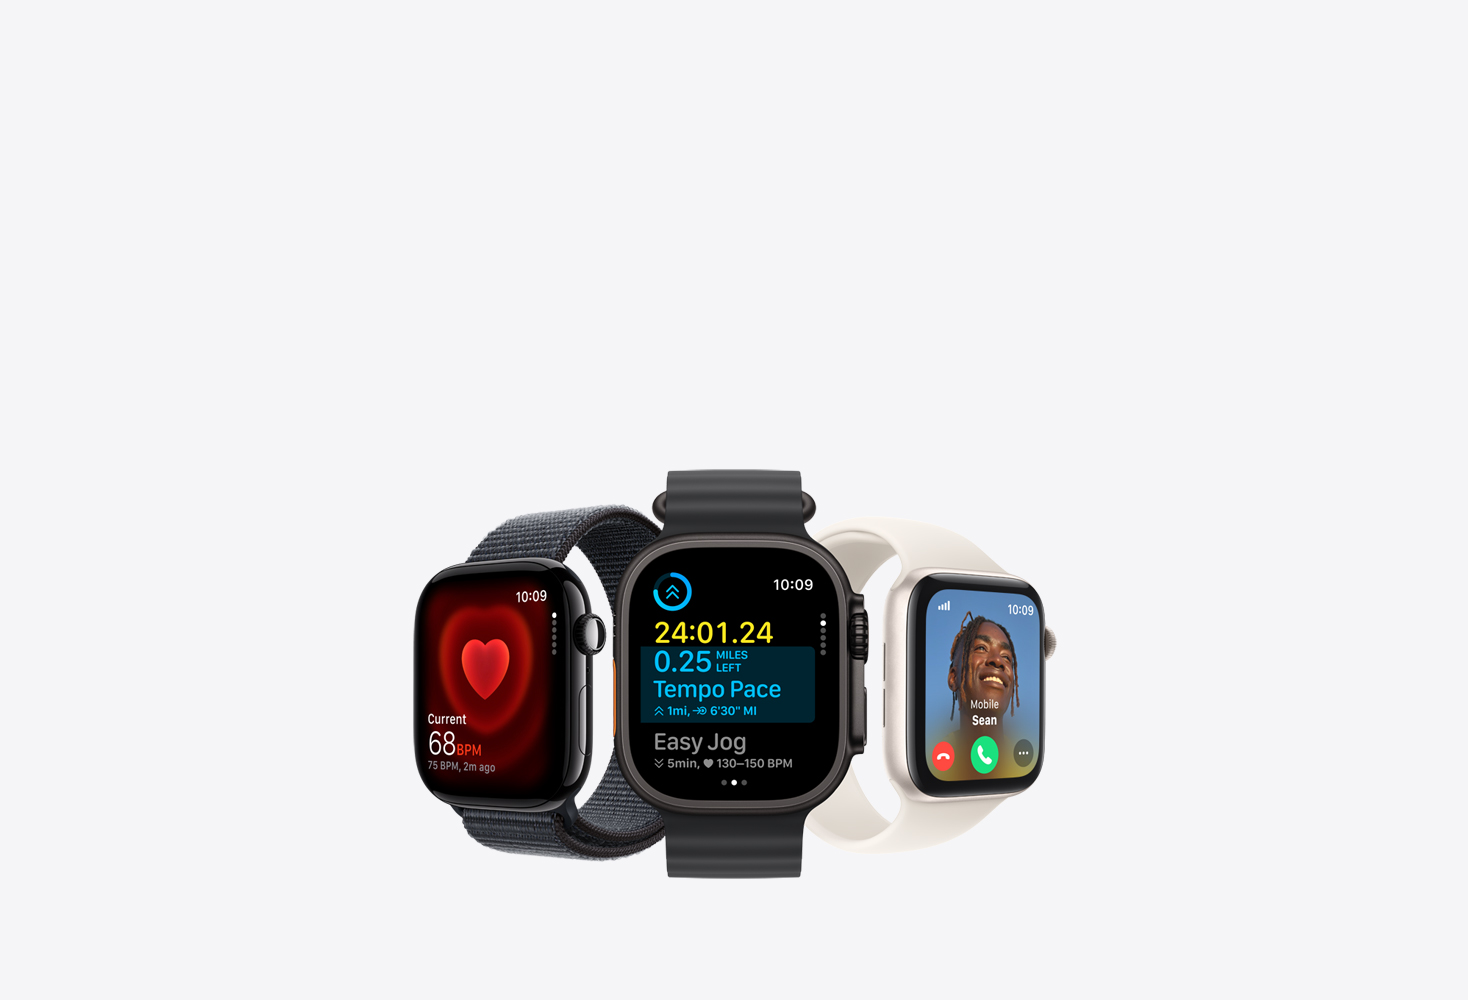 10:09
Current
68BPM
75 BPM, 2m ago
10:09
24:01.24
0.25 MILES LEFT
Tempo Pace
1mi, 6'30" MI
Easy Jog
5min, 130–150 BPM
10:09
Mobile
Sean